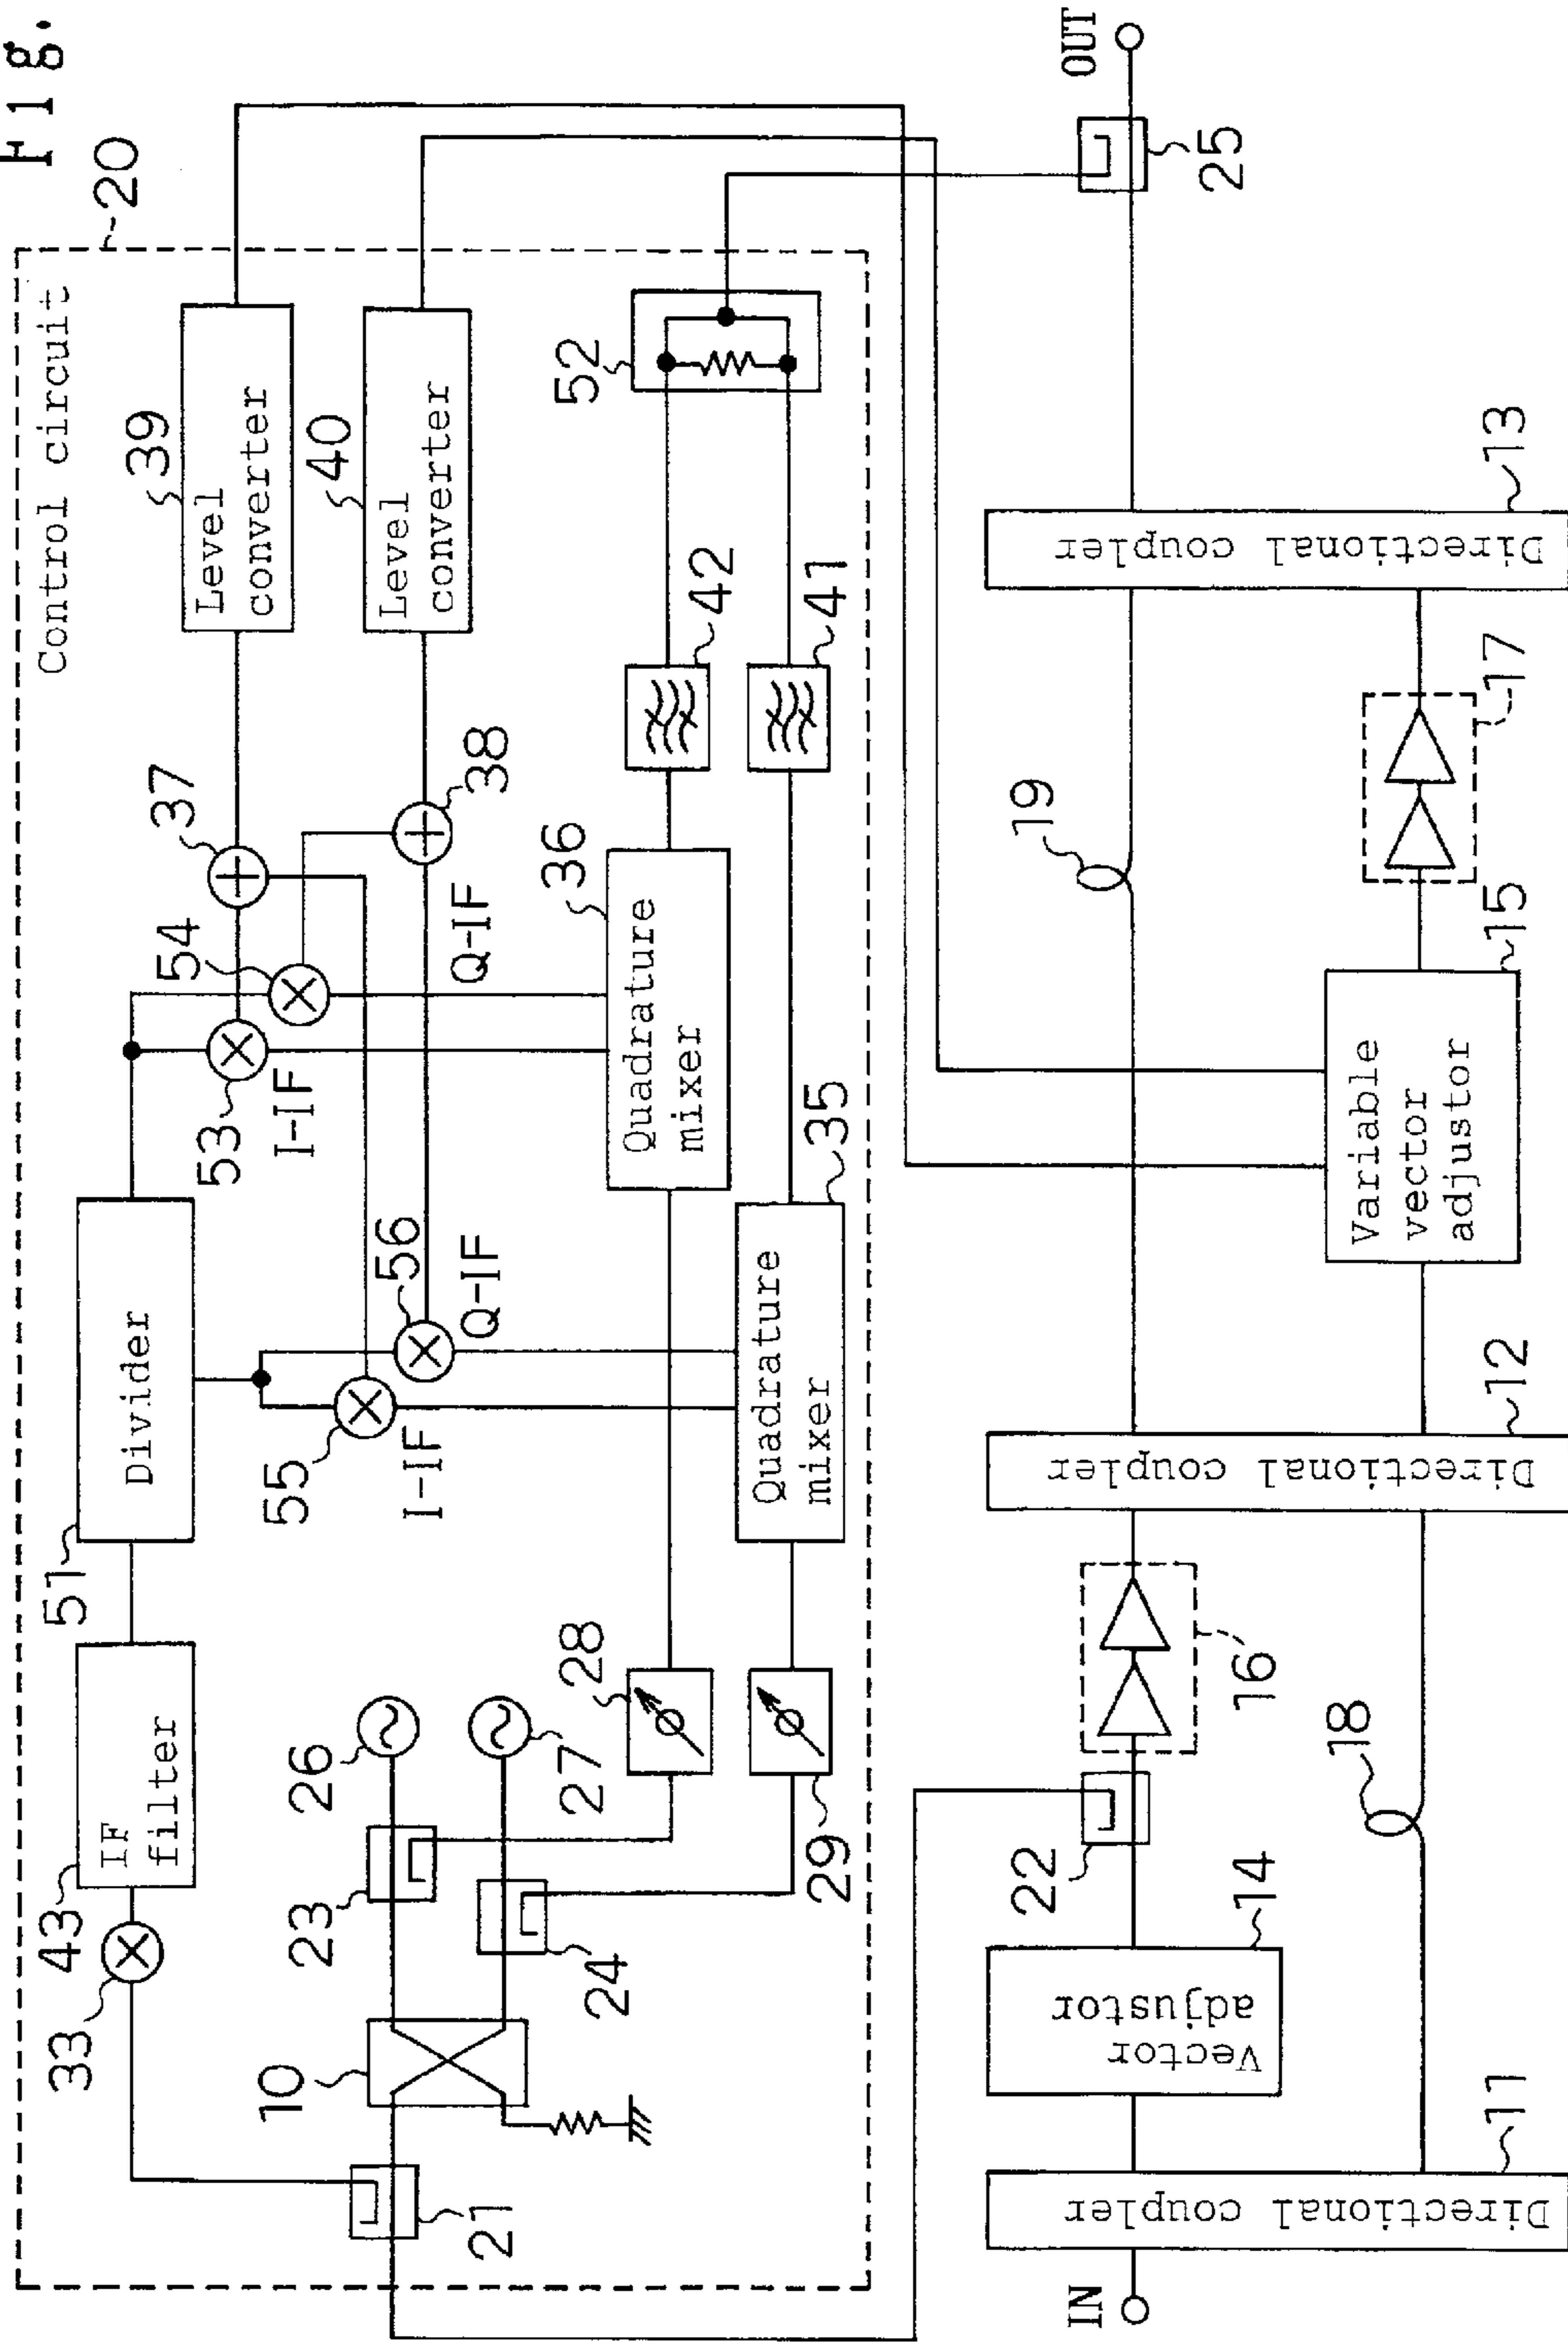 Fig.
20
Control circuit
39
Level
converter
40
Level
converter
52
42
41
37
38
54
53
I-IF
Q-IF
36
Quadrature
mixer
35
Quadrature
mixer
51
Divider
55
56
I-IF
Q-IF
43
IF
filter
33
26
27
28
29
23
24
10
21
OUT
25
13
Directional coupler
17
19
15
Variable
vector
adjustor
12
Directional coupler
16
18
22
14
Vector
adjustor
11
Directional coupler
IN